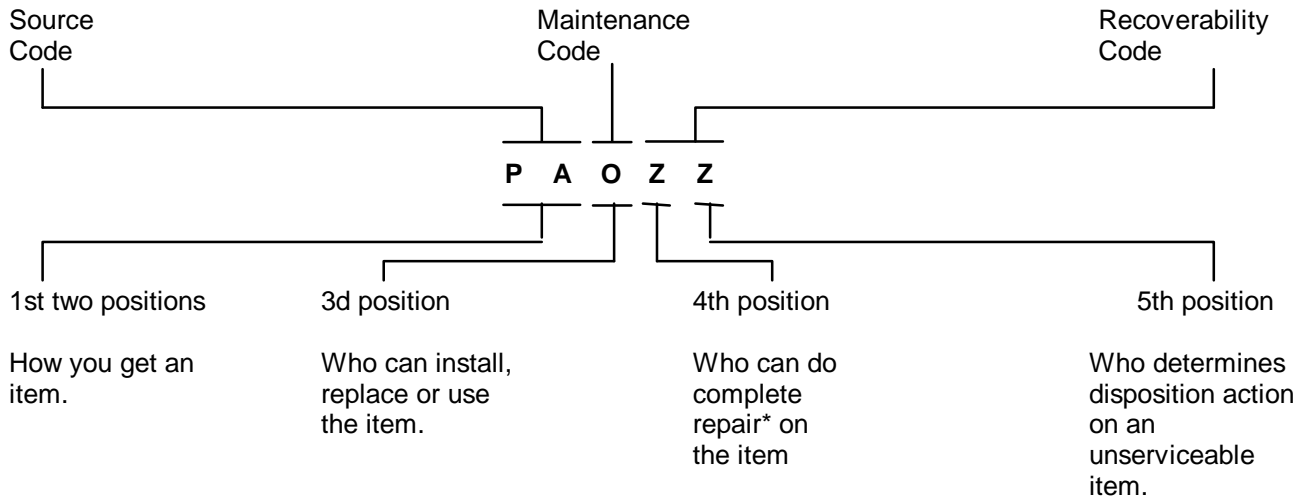 Source
Code
Maintenance
Code
Recoverability
Code
P A O Z Z
1st two positions
3d position
4th position
5th position
How you get an
item.
Who can install,
replace or use
the item.
Who can do
complete
repair* on
the item
Who determines
disposition action
on an
unserviceable
item.